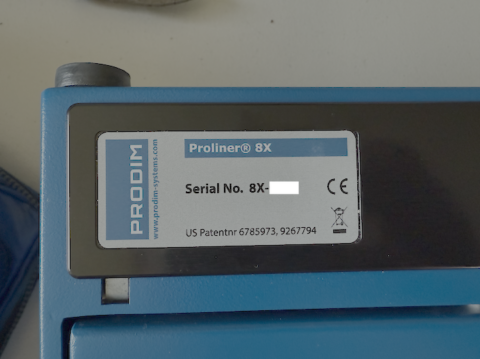 PRODIM
www.prodim-systems.com
Proliner® 8X
Serial No. 8X-
CE
US Patentnr 6785973, 9267794